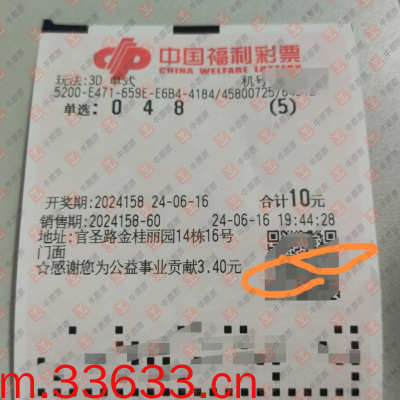 中国福利彩票
CHINA WELFARE LOTTERY
玩法:3D 单式 机号
5200-E471-659E-E6B4-4184/45800725/
单选: 0 4 8 (5)
开奖期:2024158 24-06-16 合计10元
销售期:2024158-60 24-06-16 19:44:28
地址:官圣路金桂丽园14栋16号
门面
☆感谢您为公益事业贡献3.40元
m.33633.cn